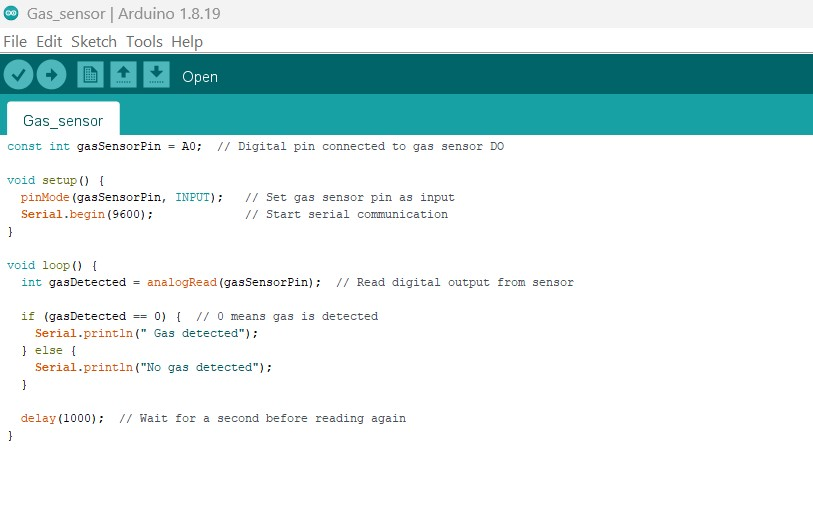 Gas_sensor | Arduino 1.8.19
File Edit Sketch Tools Help
Open
Gas_sensor
const int gasSensorPin = A0;  // Digital pin connected to gas sensor DO
void setup() {
  pinMode(gasSensorPin, INPUT);   // Set gas sensor pin as input
  Serial.begin(9600);             // Start serial communication
}
void loop() {
  int gasDetected = analogRead(gasSensorPin);  // Read digital output from sensor
  if (gasDetected == 0) {  // 0 means gas is detected
    Serial.println(" Gas detected");
  } else {
    Serial.println("No gas detected");
  }
  delay(1000);  // Wait for a second before reading again
}